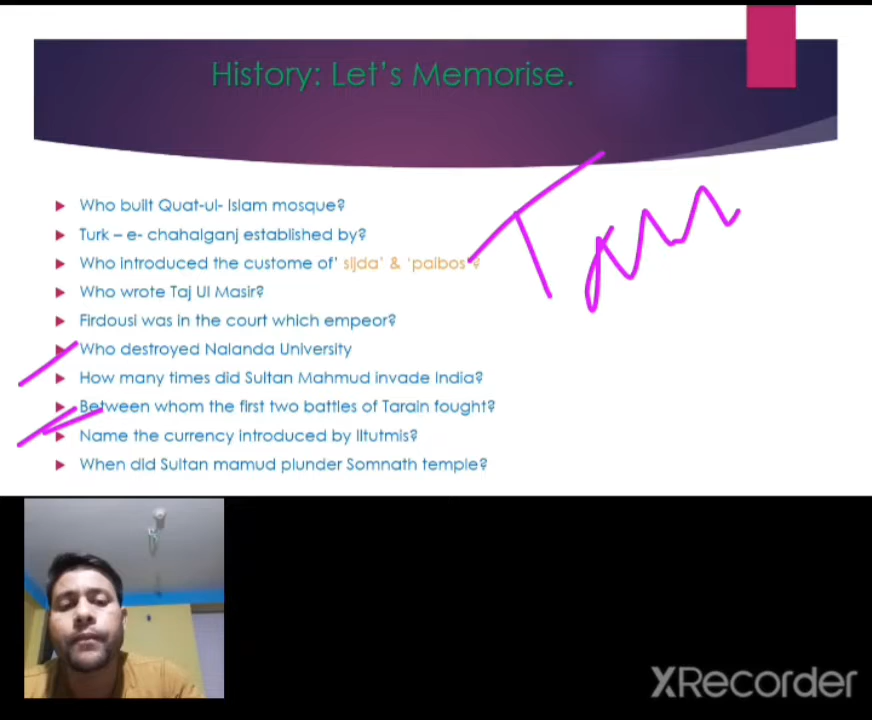 History: Let's Memorise.
Who built Quat-ul- Islam mosque?
Turk – e- chahalganj established by?
Who introduced the custome of' sijda' & 'paibos'?
Who wrote Taj Ul Masir?
Firdousi was in the court which empeor?
Who destroyed Nalanda University
How many times did Sultan Mahmud invade India?
Between whom the first two battles of Tarain fought?
Name the currency introduced by Iltutmis?
When did Sultan mamud plunder Somnath temple?
XRecorder